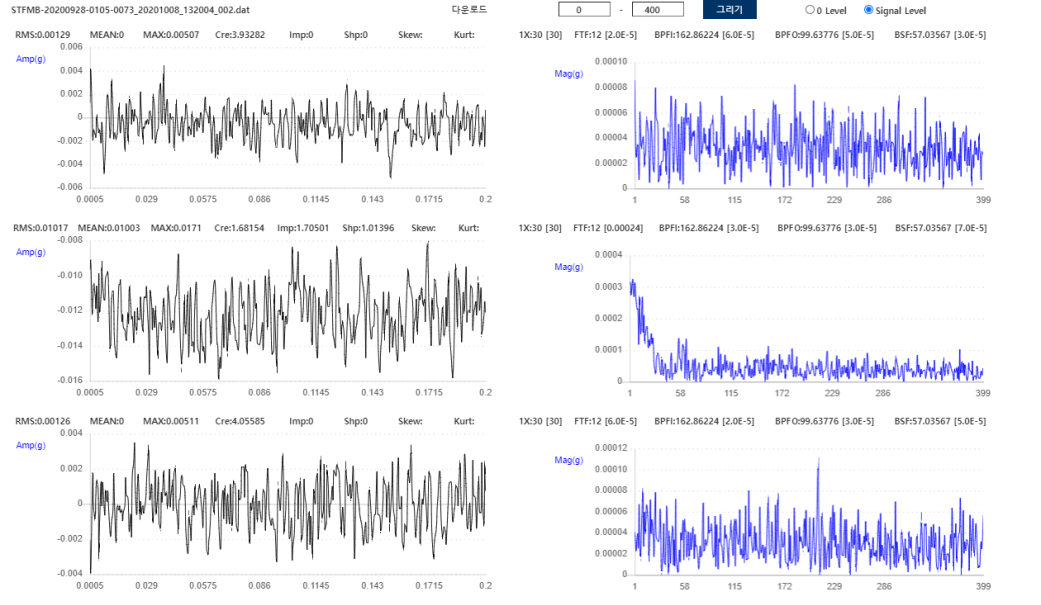 STFMB-20200928-0105-0073_20201008_132004_002.dat 다운로드 0 - 400 그리기 0 Level Signal Level
RMS:0.00129 MEAN:0 MAX:0.00507 Cre:3.93282 Imp:0 Shp:0 Skew: Kurt:
1X:30 [30] FTF:12 [2.0E-5] BPFI:162.86224 [6.0E-5] BPFO:99.63776 [5.0E-5] BSF:57.03567 [3.0E-5]
Amp(g)
0.006
0.004
0.002
0
-0.002
-0.004
-0.006
0.0005 0.029 0.0575 0.086 0.1145 0.143 0.1715 0.2
Mag(g)
0.00010
0.00008
0.00006
0.00004
0.00002
0
1 58 115 172 229 286 399
RMS:0.01017 MEAN:0.01003 MAX:0.0171 Cre:1.68154 Imp:1.70501 Shp:1.01396 Skew: Kurt:
1X:30 [30] FTF:12 [0.00024] BPFI:162.86224 [3.0E-5] BPFO:99.63776 [3.0E-5] BSF:57.03567 [7.0E-5]
Amp(g)
-0.008
-0.010
-0.012
-0.014
-0.016
0.0005 0.029 0.0575 0.086 0.1145 0.143 0.1715 0.2
Mag(g)
0.0004
0.0003
0.0002
0.0001
0
1 58 115 172 229 286 399
RMS:0.00126 MEAN:0 MAX:0.00511 Cre:4.05585 Imp:0 Shp:0 Skew: Kurt:
1X:30 [30] FTF:12 [6.0E-5] BPFI:162.86224 [2.0E-5] BPFO:99.63776 [3.0E-5] BSF:57.03567 [5.0E-5]
Amp(g)
0.004
0.002
0
-0.002
-0.004
0.0005 0.029 0.0575 0.086 0.1145 0.143 0.1715 0.2
Mag(g)
0.00012
0.00010
0.00008
0.00006
0.00004
0.00002
0
1 58 115 172 229 286 399